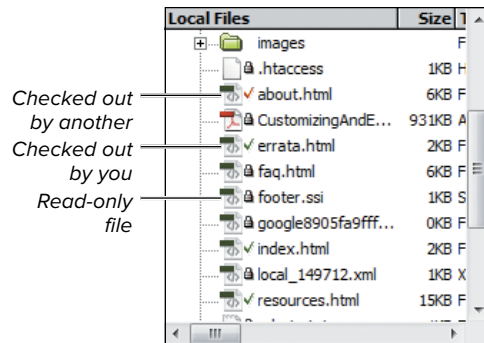 Local Files Size T
images F
.htaccess 1KB H
Checked out by another
about.html 6KB F
CustomizingAndE... 931KB A
Checked out by you
errata.html 2KB F
faq.html 6KB F
Read-only file
footer.ssi 1KB S
google8905fa9fff... 0KB F
index.html 2KB F
local_149712.xml 1KB X
resources.html 15KB F